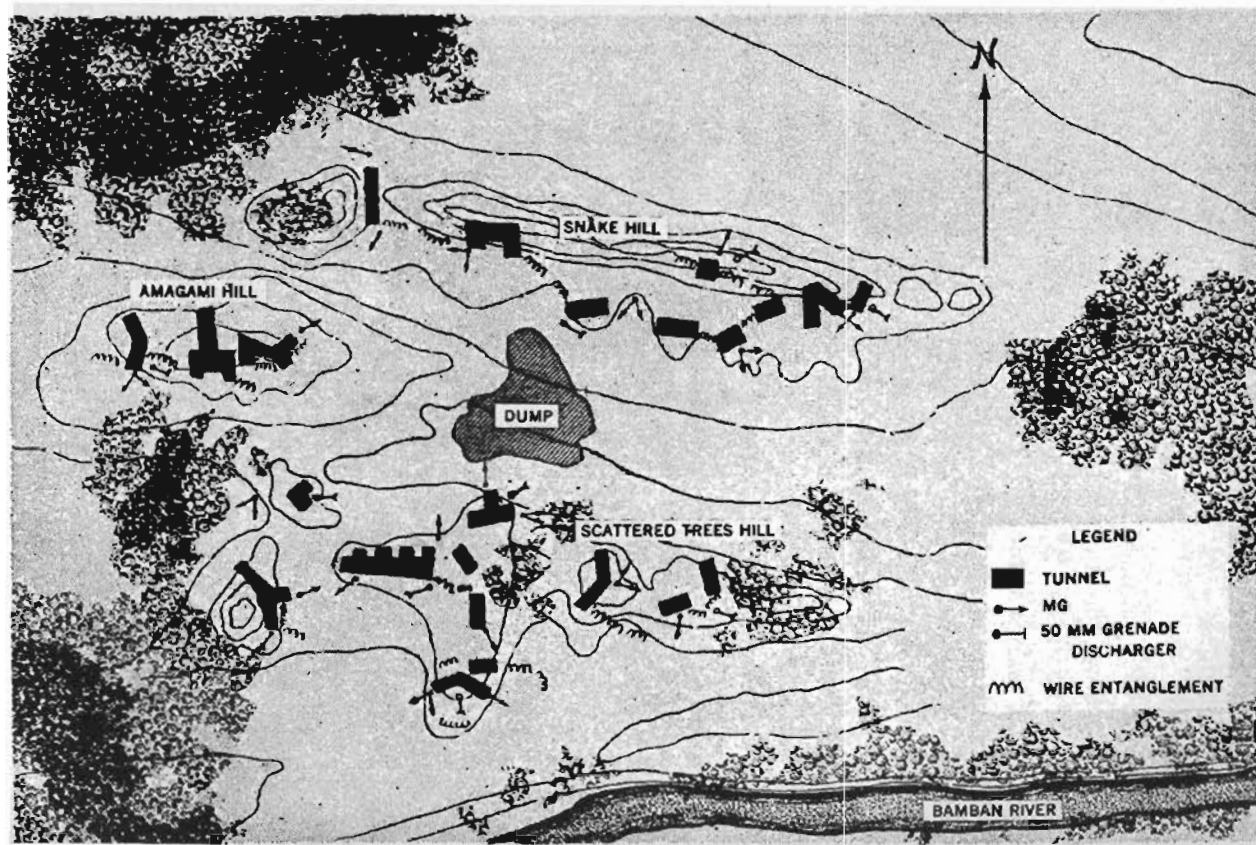 N
SNAKE HILL
AMAGAMI HILL
DUMP
SCATTERED TREES HILL
LEGEND
TUNNEL
MG
50 MM GRENADE
DISCHARGER
WIRE ENTANGLEMENT
BAMBAN RIVER